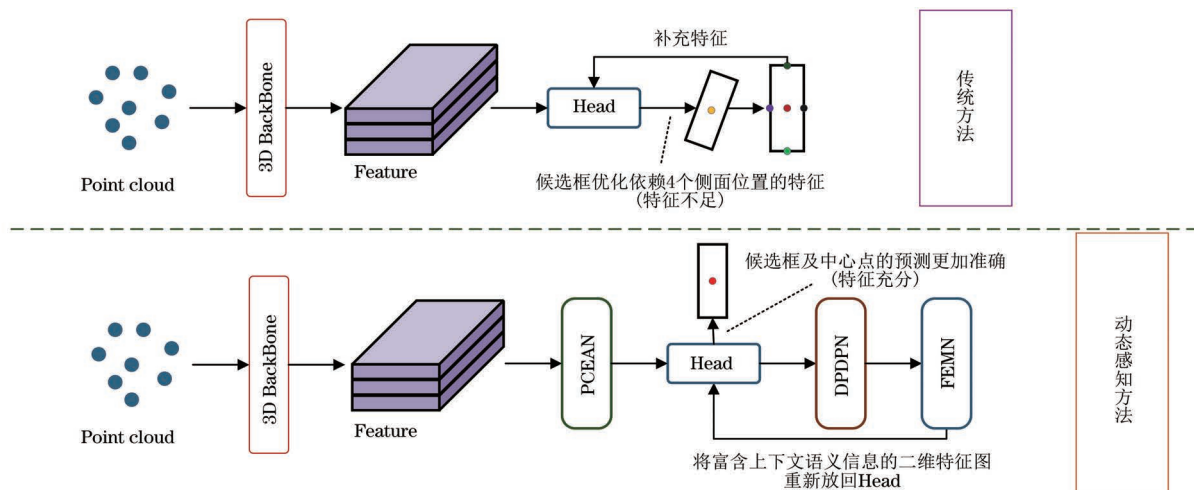 补充特征
传统方法
3D BackBone
Head
Point cloud
Feature
候选框优化依赖4个侧面位置的特征
(特征不足)
候选框及中心点的预测更加准确
(特征充分)
动态感知方法
3D BackBone
PCEAN
Head
DPDPN
FEMN
Point cloud
Feature
将富含上下文语义信息的二维特征图
重新放回Head